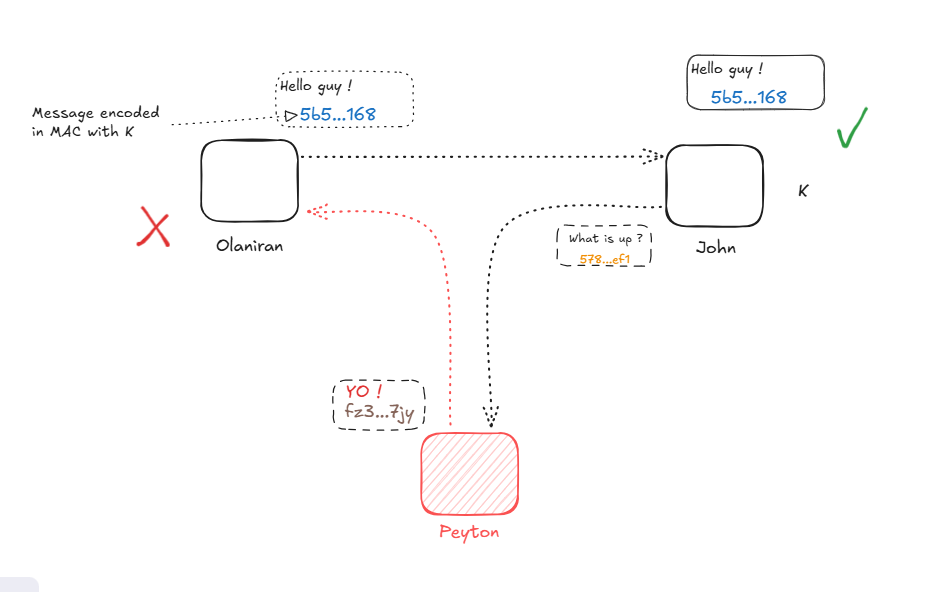 Hello guy !
5b5...168
Message encoded
in MAC with K
Hello guy !
5b5...168
K
Olaniran
John
What is up ?
578...ef1
YO !
fz3...7jy
Peyton